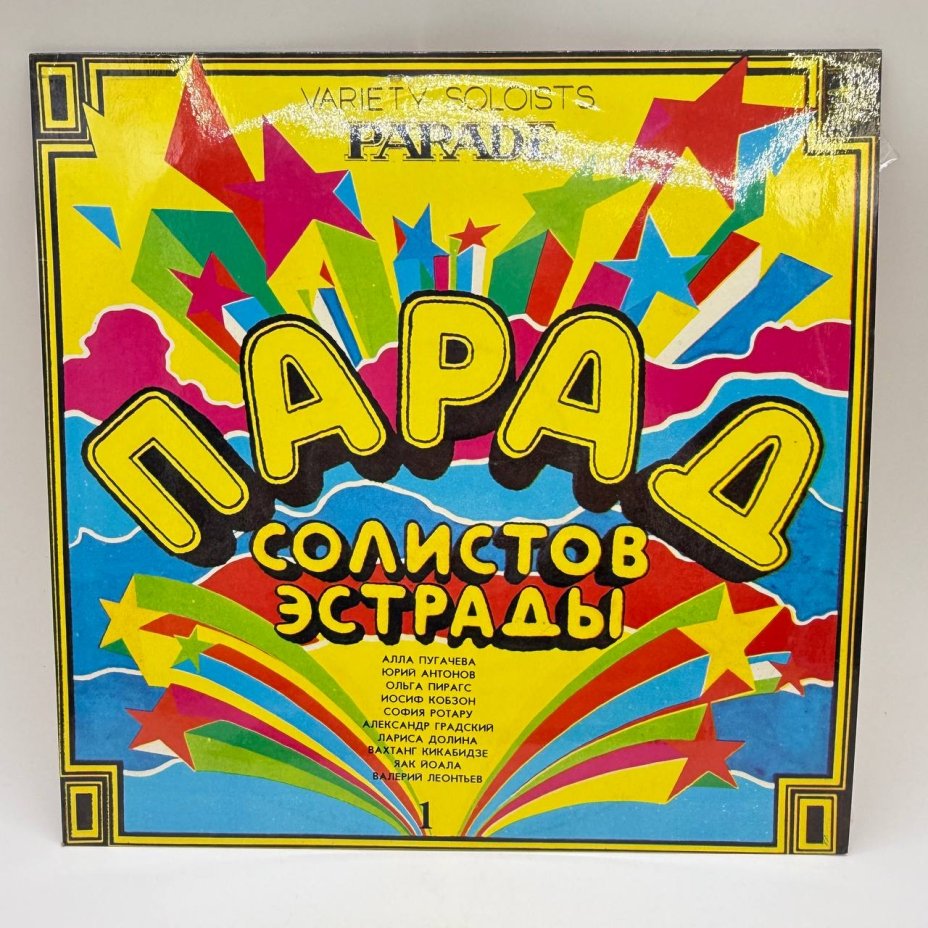 VARIETY SOLOISTS
PARADE
ПАРАД
СОЛИСТОВ
ЭСТРАДЫ
АЛЛА ПУГАЧЕВА
ЮРИЙ АНТОНОВ
ОЛЬГА ПИРАГС
ИОСИФ КОБЗОН
СОФИЯ РОТАРУ
АЛЕКСАНДР ГРАДСКИЙ
ЛАРИСА ДОЛИНА
ВАХТАНГ КИКАБИДЗЕ
ЯАК ЙОАЛА
ВАЛЕРИЙ ЛЕОНТЬЕВ
1